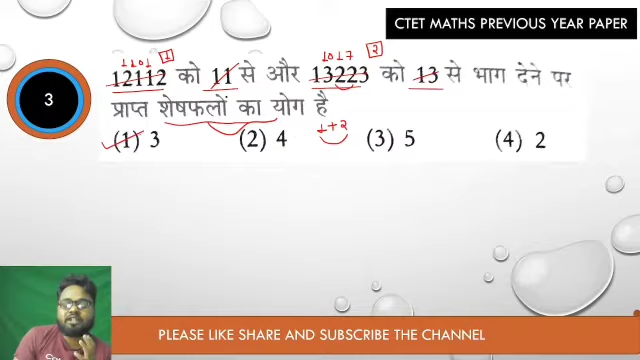 CTET MATHS PREVIOUS YEAR PAPER
3
1101 1 1017 2
12112 को 11 से और 13223 को 13 से भाग देने पर
प्राप्त शेषफलों का योग है
1+2
(1) 3 (2) 4 (3) 5 (4) 2
PLEASE LIKE SHARE AND SUBSCRIBE THE CHANNEL